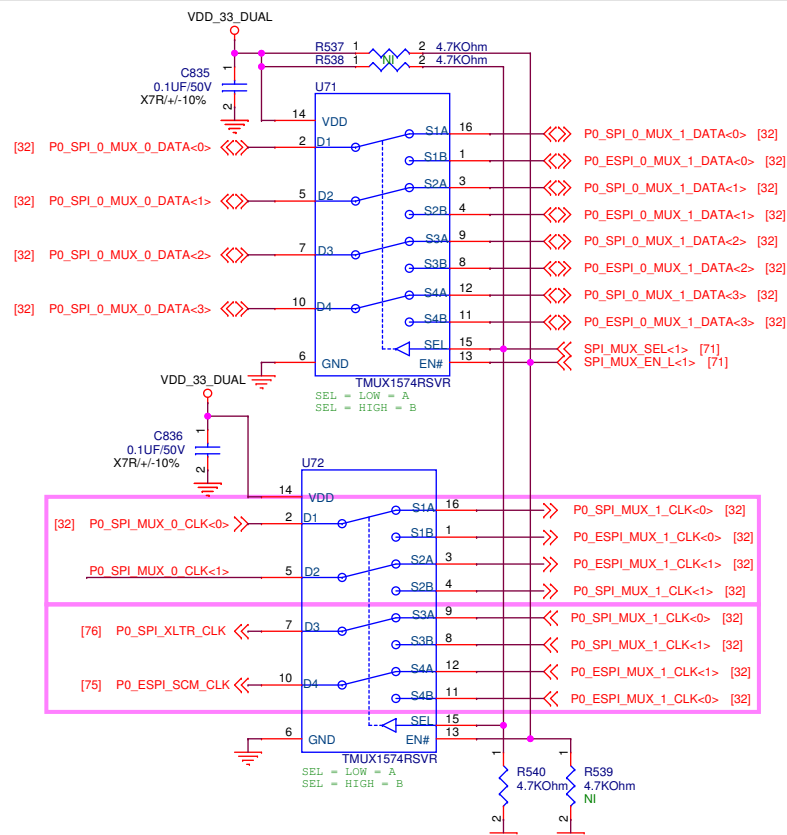 VDD_33_DUAL
R537 1 2 4.7KOhm
R538 1 NI 2 4.7KOhm
C835
0.1UF/50V
X7R/+/-10%
1
2
U71
14 VDD
[32] P0_SPI_0_MUX_0_DATA<0> 2 D1 S1A 16 P0_SPI_0_MUX_1_DATA<0> [32]
S1B 1 P0_ESPI_0_MUX_1_DATA<0> [32]
[32] P0_SPI_0_MUX_0_DATA<1> 5 D2 S2A 3 P0_SPI_0_MUX_1_DATA<1> [32]
S2B 4 P0_ESPI_0_MUX_1_DATA<1> [32]
[32] P0_SPI_0_MUX_0_DATA<2> 7 D3 S3A 9 P0_SPI_0_MUX_1_DATA<2> [32]
S3B 8 P0_ESPI_0_MUX_1_DATA<2> [32]
[32] P0_SPI_0_MUX_0_DATA<3> 10 D4 S4A 12 P0_SPI_0_MUX_1_DATA<3> [32]
S4B 11 P0_ESPI_0_MUX_1_DATA<3> [32]
SEL 15 SPI_MUX_SEL<1> [71]
6 GND EN# 13 SPI_MUX_EN_L<1> [71]
TMUX1574RSVR
SEL = LOW = A
SEL = HIGH = B
VDD_33_DUAL
C836
0.1UF/50V
X7R/+/-10%
1
2
U72
14 VDD
[32] P0_SPI_MUX_0_CLK<0> 2 D1 S1A 16 P0_SPI_MUX_1_CLK<0> [32]
S1B 1 P0_ESPI_MUX_1_CLK<0> [32]
P0_SPI_MUX_0_CLK<1> 5 D2 S2A 3 P0_ESPI_MUX_1_CLK<1> [32]
S2B 4 P0_SPI_MUX_1_CLK<1> [32]
[76] P0_SPI_XLTR_CLK 7 D3 S3A 9 P0_SPI_MUX_1_CLK<0> [32]
S3B 8 P0_SPI_MUX_1_CLK<1> [32]
[75] P0_ESPI_SCM_CLK 10 D4 S4A 12 P0_ESPI_MUX_1_CLK<1> [32]
S4B 11 P0_ESPI_MUX_1_CLK<0> [32]
SEL 15
6 GND EN# 13
TMUX1574RSVR
SEL = LOW = A
SEL = HIGH = B
1 R540 4.7KOhm 2
1 R539 4.7KOhm NI 2